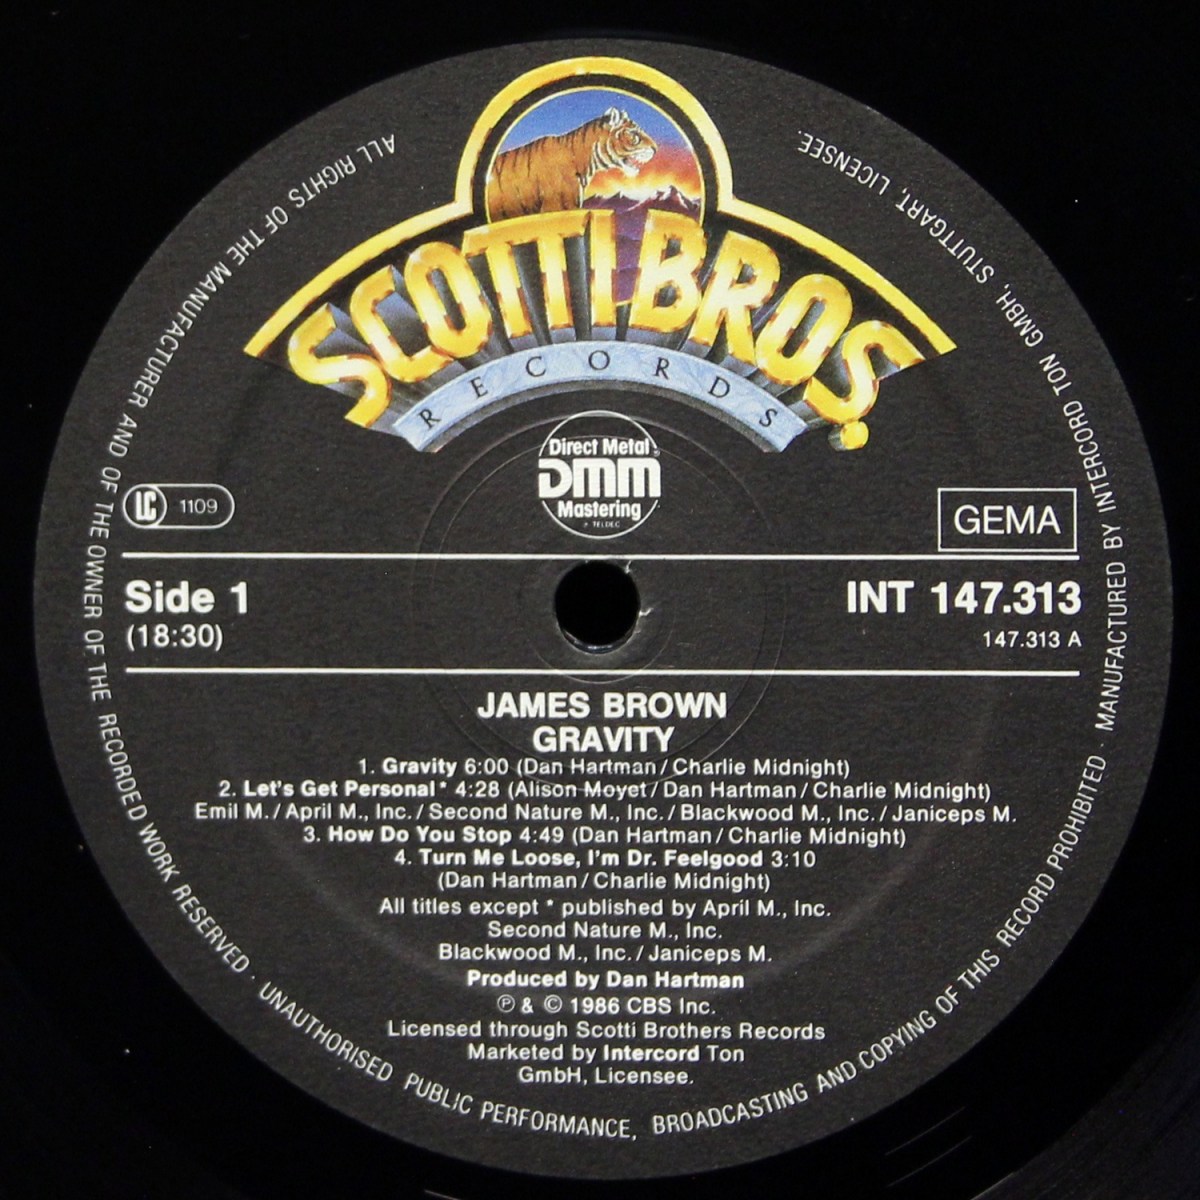 SCOTTI BROS.
RECORDS
Direct Metal
DMM
Mastering
℗ TELDEC
LC 1109
GEMA
Side 1
(18:30)
INT 147.313
147.313 A
JAMES BROWN
GRAVITY
1. Gravity 6:00 (Dan Hartman/Charlie Midnight)
2. Let's Get Personal* 4:28 (Alison Moyet/Dan Hartman/Charlie Midnight)
Emil M./April M., Inc./Second Nature M., Inc./Blackwood M., Inc./Janiceps M.
3. How Do You Stop 4:49 (Dan Hartman/Charlie Midnight)
4. Turn Me Loose, I'm Dr. Feelgood 3:10
(Dan Hartman/Charlie Midnight)
All titles except * published by April M., Inc.
Second Nature M., Inc.
Blackwood M., Inc./Janiceps M.
Produced by Dan Hartman
℗ & © 1986 CBS Inc.
Licensed through Scotti Brothers Records
Marketed by Intercord Ton
GmbH, Licensee.
ALL RIGHTS OF THE MANUFACTURER AND OF THE OWNER OF THE RECORDED WORK RESERVED · UNAUTHORISED PUBLIC PERFORMANCE, BROADCASTING AND COPYING OF THIS RECORD PROHIBITED · MANUFACTURED BY INTERCORD TON GMBH, STUTTGART, LICENSEE.